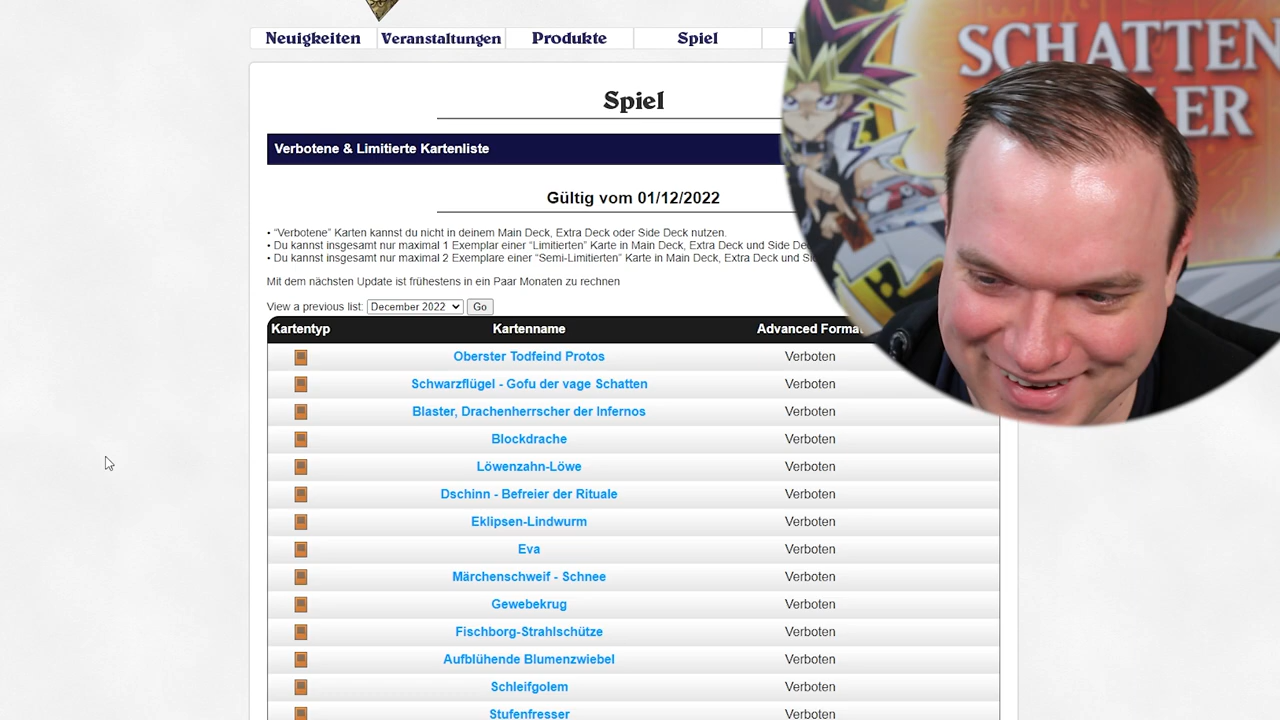 Neuigkeiten Veranstaltungen Produkte Spiel
SCHATTEN
Spiel
Verbotene & Limitierte Kartenliste
Gültig vom 01/12/2022
• "Verbotene" Karten kannst du nicht in deinem Main Deck, Extra Deck oder Side Deck nutzen.
• Du kannst insgesamt nur maximal 1 Exemplar einer "Limitierten" Karte in Main Deck, Extra Deck und Side
• Du kannst insgesamt nur maximal 2 Exemplare einer "Semi-Limitierten" Karte in Main Deck, Extra Deck und
Mit dem nächsten Update ist frühestens in ein Paar Monaten zu rechnen
View a previous list: December 2022 Go
Kartentyp Kartenname Advanced Format
Oberster Todfeind Protos Verboten
Schwarzflügel - Gofu der vage Schatten Verboten
Blaster, Drachenherrscher der Infernos Verboten
Blockdrache Verboten
Löwenzahn-Löwe Verboten
Dschinn - Befreier der Rituale Verboten
Eklipsen-Lindwurm Verboten
Eva Verboten
Märchenschweif - Schnee Verboten
Gewebekrug Verboten
Fischborg-Strahlschütze Verboten
Aufblühende Blumenzwiebel Verboten
Schleifgolem Verboten
Stufenfresser Verboten